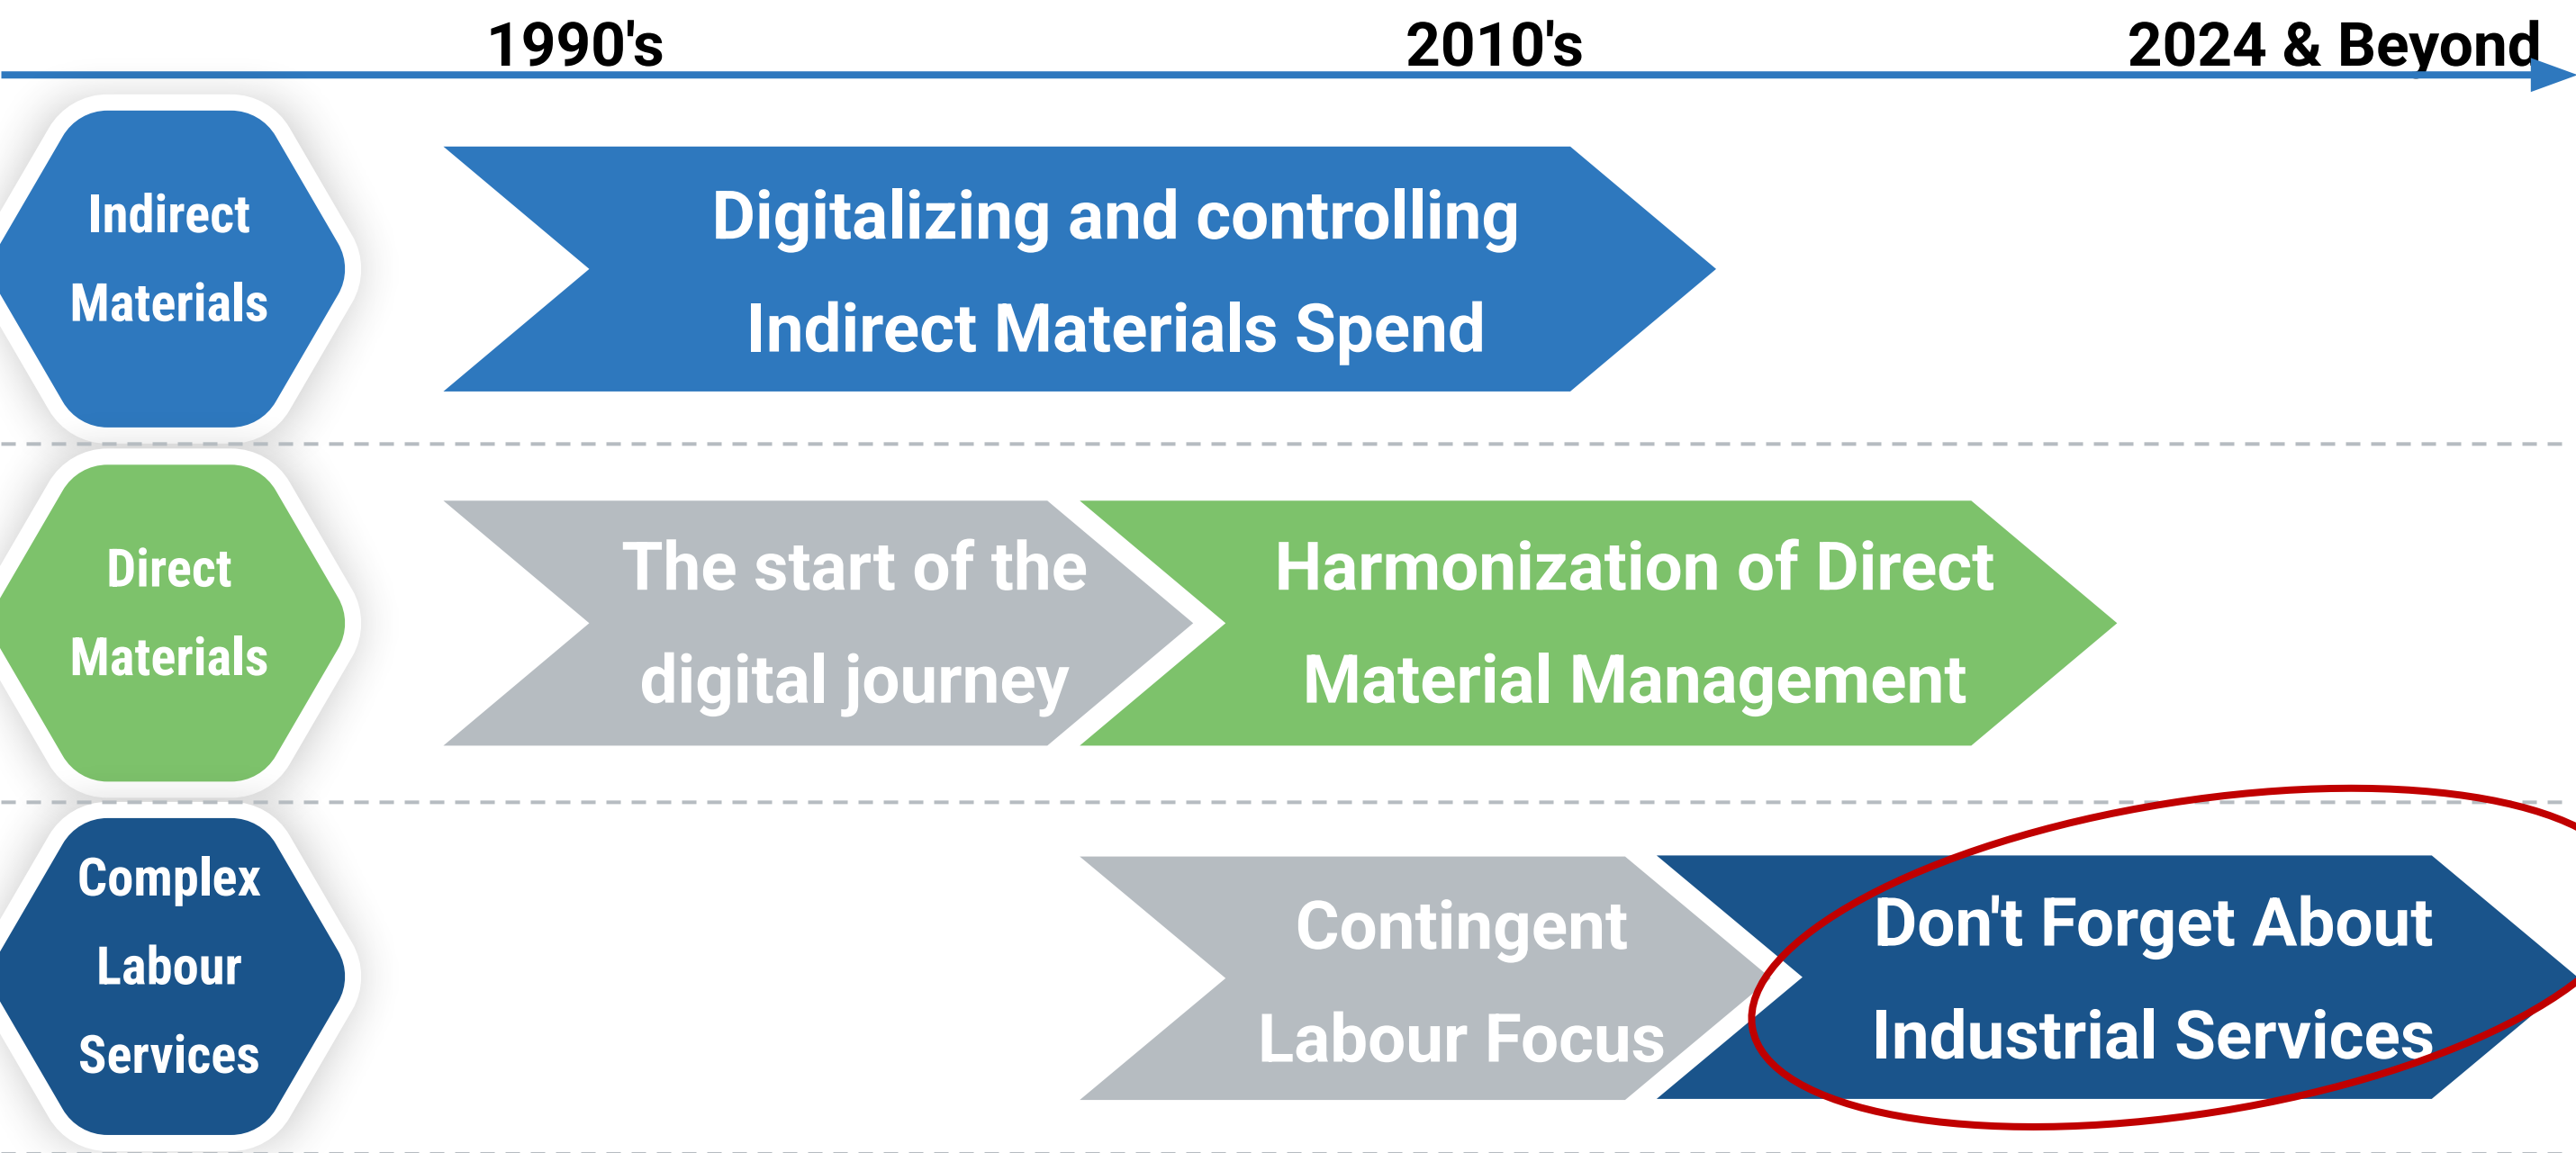 1990's
2010's
2024 & Beyond
Indirect
Materials
Digitalizing and controlling
Indirect Materials Spend
Direct
Materials
The start of the
digital journey
Harmonization of Direct
Material Management
Complex
Labour
Services
Contingent
Labour Focus
Don't Forget About
Industrial Services